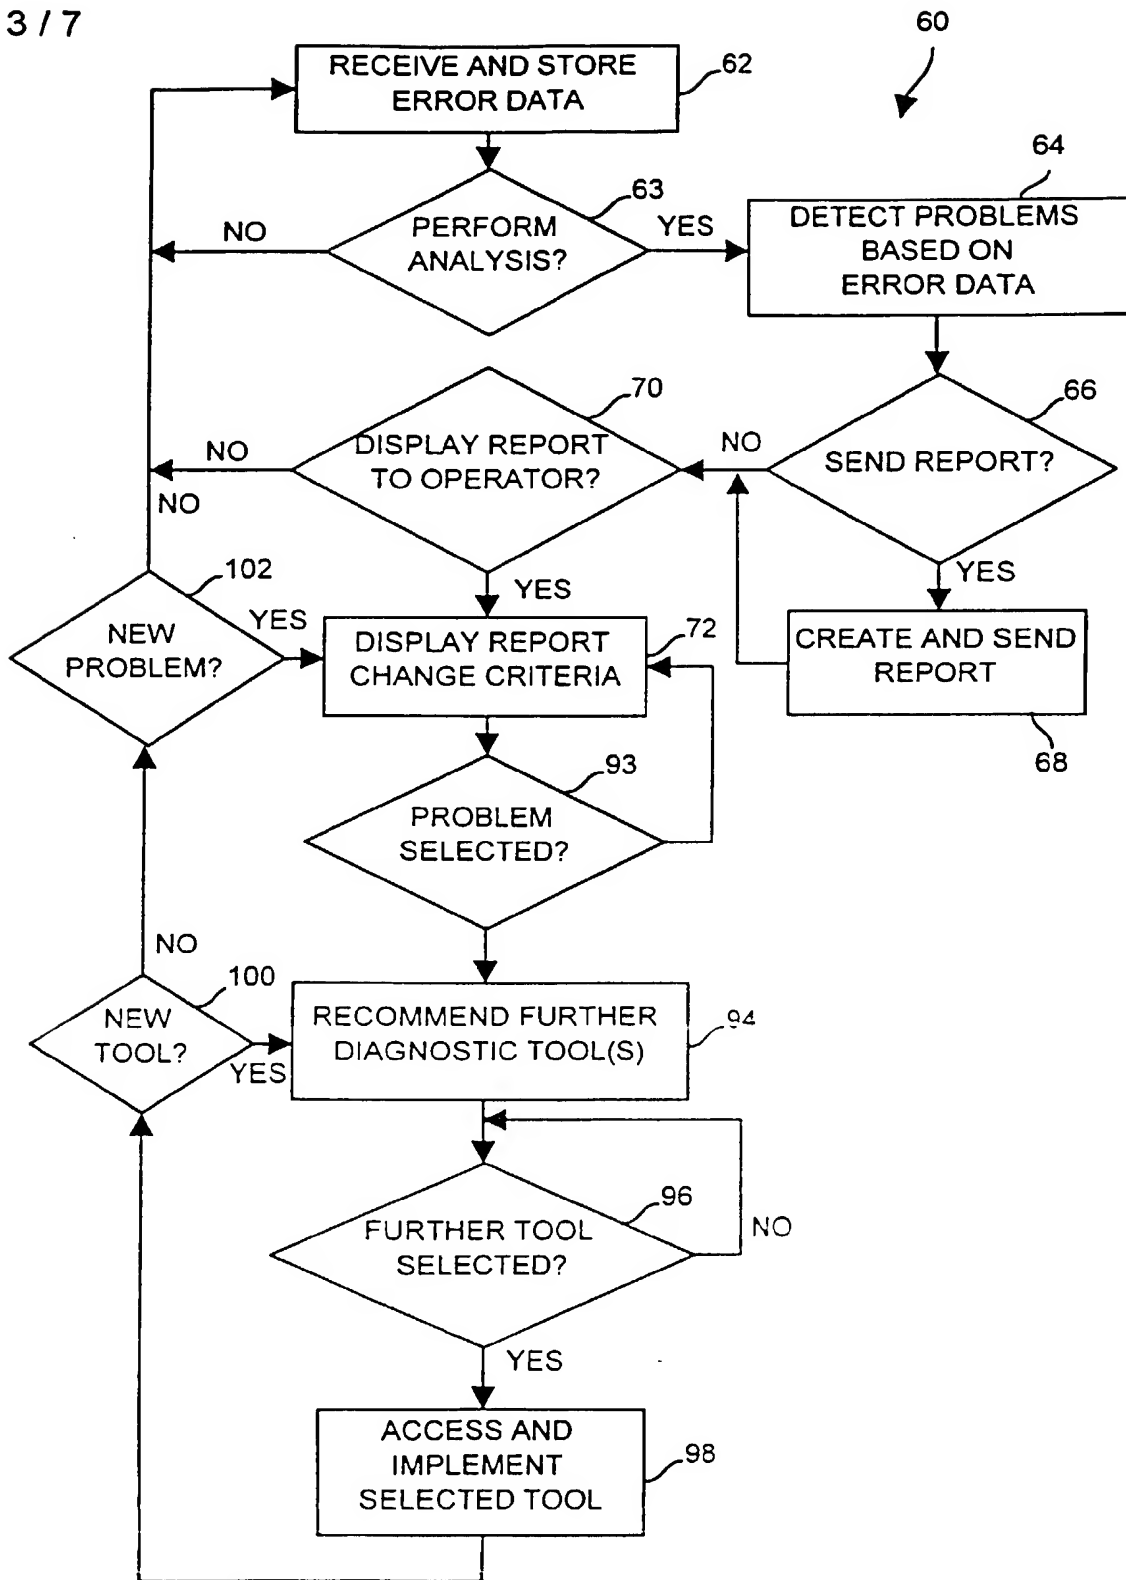 3 / 7
60
RECEIVE AND STORE
ERROR DATA
62
63
PERFORM
ANALYSIS?
NO
YES
64
DETECT PROBLEMS
BASED ON
ERROR DATA
66
SEND REPORT?
NO
YES
70
DISPLAY REPORT
TO OPERATOR?
NO
YES
CREATE AND SEND
REPORT
68
NO
102
NEW
PROBLEM?
YES
DISPLAY REPORT
CHANGE CRITERIA
72
93
PROBLEM
SELECTED?
NO
100
NEW
TOOL?
YES
RECOMMEND FURTHER
DIAGNOSTIC TOOL(S)
94
96
FURTHER TOOL
SELECTED?
NO
YES
ACCESS AND
IMPLEMENT
SELECTED TOOL
98